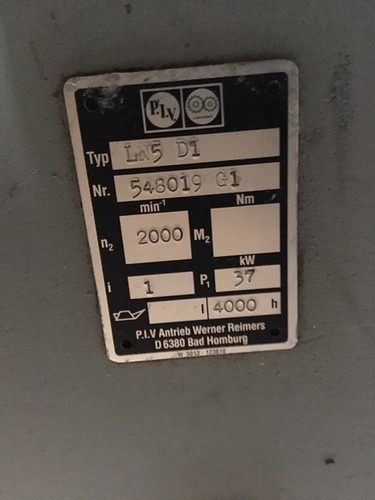 P.I.V.
Typ LN5 D1
Nr. 548019 G1
min-1 Nm
n2 2000 M2
kW
i 1 P1 37
l 4000 h
P.I.V Antrieb Werner Reimers
D 6380 Bad Homburg